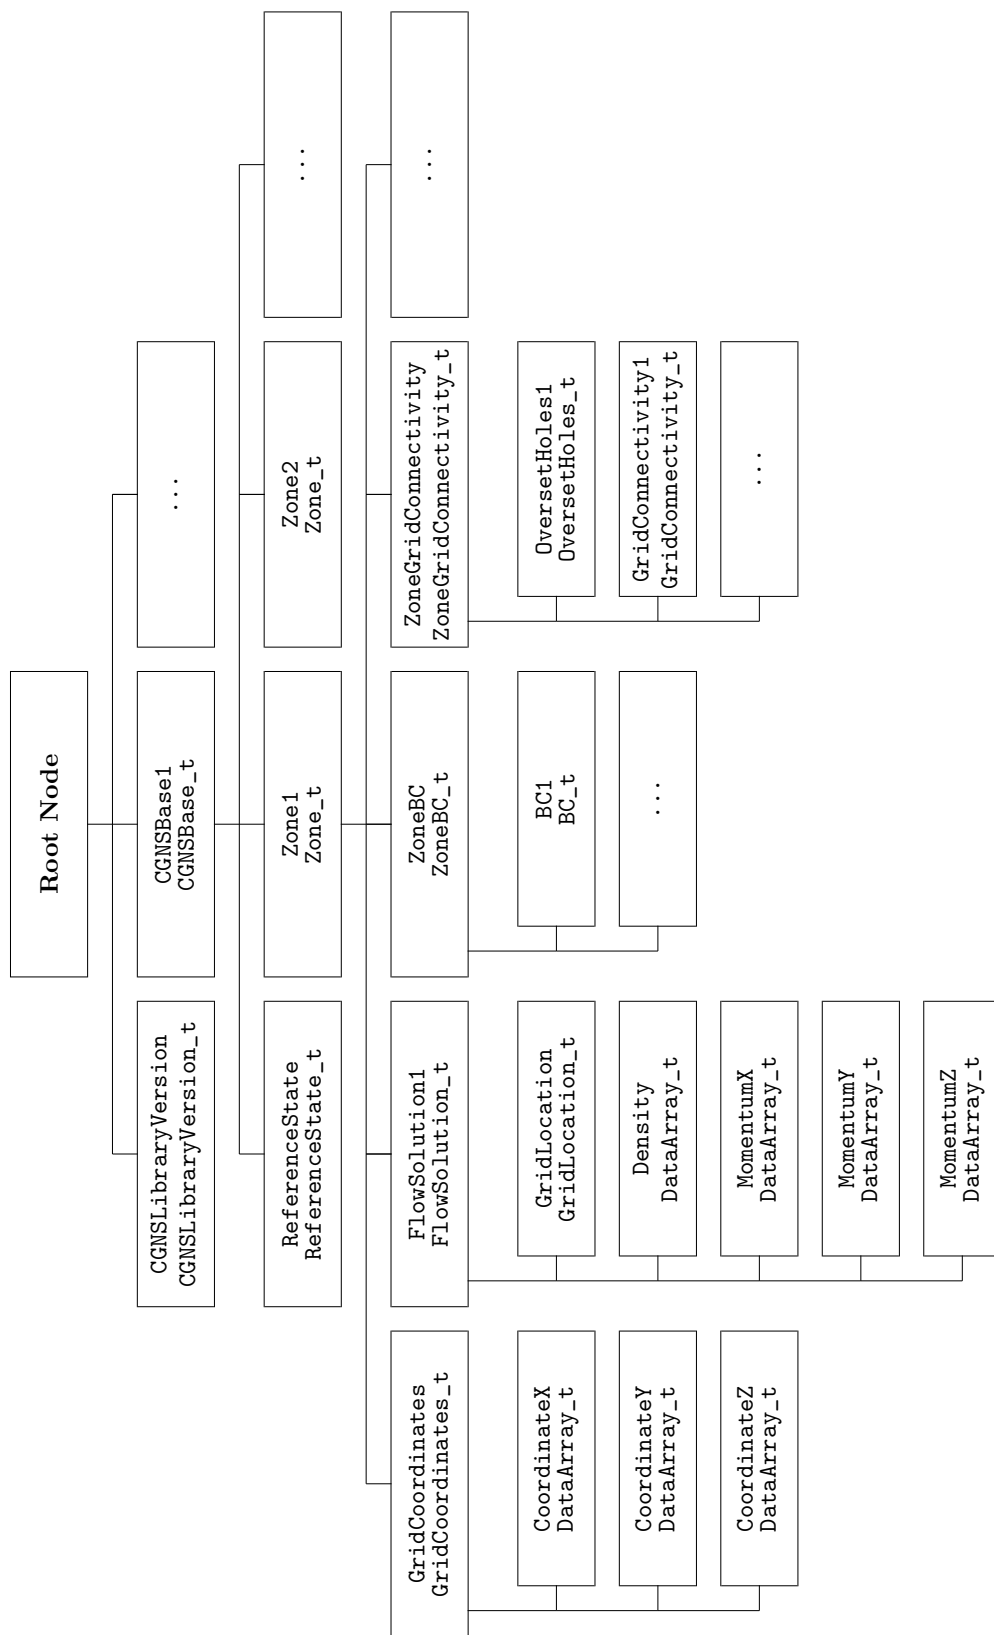 Root Node
CGNSLibraryVersion
CGNSLibraryVersion_t
CGNSBase1
CGNSBase_t
...
ReferenceState
ReferenceState_t
Zone1
Zone_t
Zone2
Zone_t
...
GridCoordinates
GridCoordinates_t
FlowSolution1
FlowSolution_t
ZoneBC
ZoneBC_t
ZoneGridConnectivity
ZoneGridConnectivity_t
...
CoordinateX
DataArray_t
GridLocation
GridLocation_t
BC1
BC_t
OversetHoles1
OversetHoles_t
CoordinateY
DataArray_t
Density
DataArray_t
...
GridConnectivity1
GridConnectivity_t
CoordinateZ
DataArray_t
MomentumX
DataArray_t
...
MomentumY
DataArray_t
MomentumZ
DataArray_t